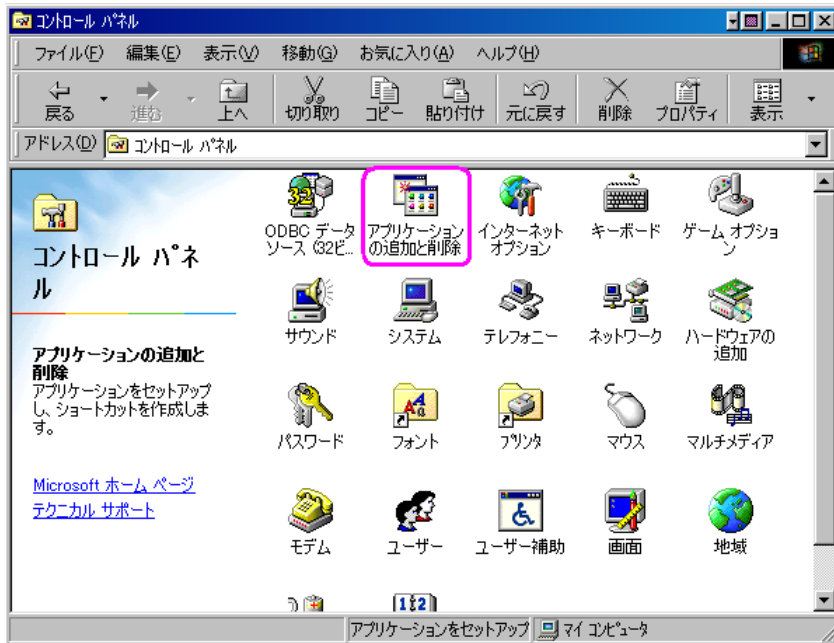 コントロール パネル
ファイル(F) 編集(E) 表示(V) 移動(G) お気に入り(A) ヘルプ(H)
戻る 進む 上へ 切り取り コピー 貼り付け 元に戻す 削除 プロパティ 表示
アドレス(D) コントロール パネル
コントロール パネ
ル
アプリケーションの追加と
削除
アプリケーションをセットアップ
し、ショートカットを作成しま
す。
Microsoft ホーム ページ
テクニカル サポート
32
ODBC データ
ソース (32ビ...
アプリケーション
の追加と削除
インターネット
オプション
キーボード
ゲーム オプショ
ン
サウンド
システム
テレフォニー
ネットワーク
ハードウェアの
追加
パスワード
フォント
プリンタ
マウス
マルチメディア
モデム
ユーザー
ユーザー補助
画面
地域
アプリケーションをセットアップ マイ コンピュータ